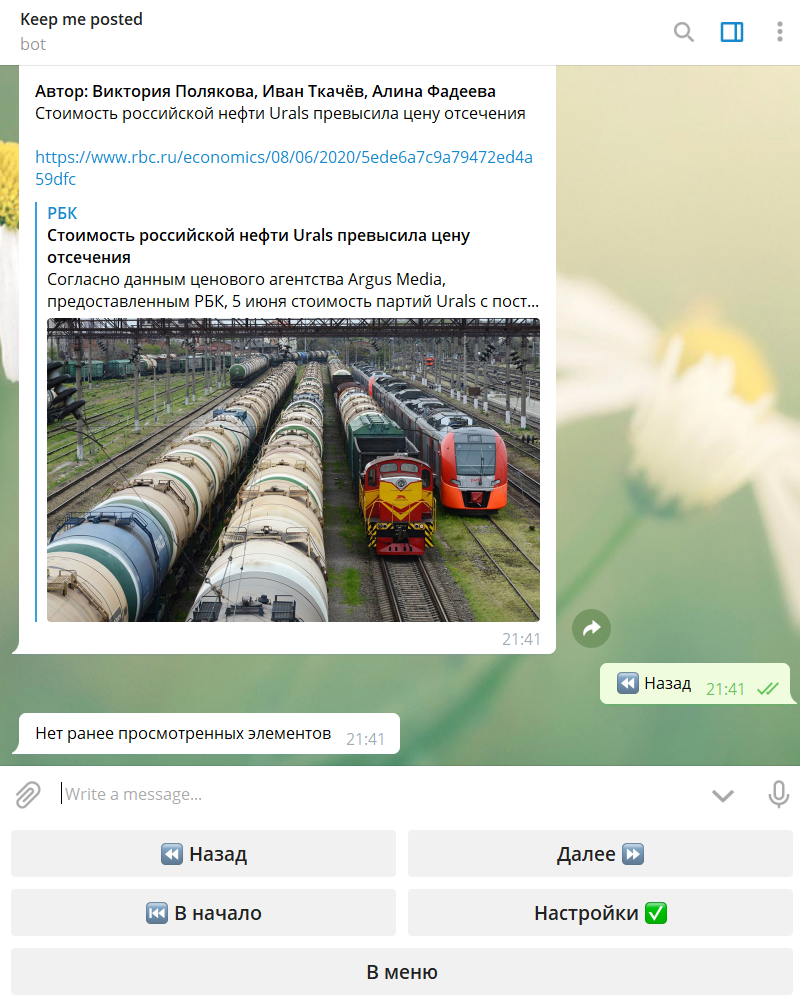 Keep me posted
bot
Автор: Виктория Полякова, Иван Ткачёв, Алина Фадеева
Стоимость российской нефти Urals превысила цену отсечения
https://www.rbc.ru/economics/08/06/2020/5ede6a7c9a79472ed4a
59dfc
РБК
Стоимость российской нефти Urals превысила цену
отсечения
Согласно данным ценового агентства Argus Media,
предоставленным РБК, 5 июня стоимость партий Urals с пост...
21:41
⏪ Назад 21:41
Нет ранее просмотренных элементов 21:41
Write a message...
⏪ Назад
Далее ⏩
⏮ В начало
Настройки ✅
В меню